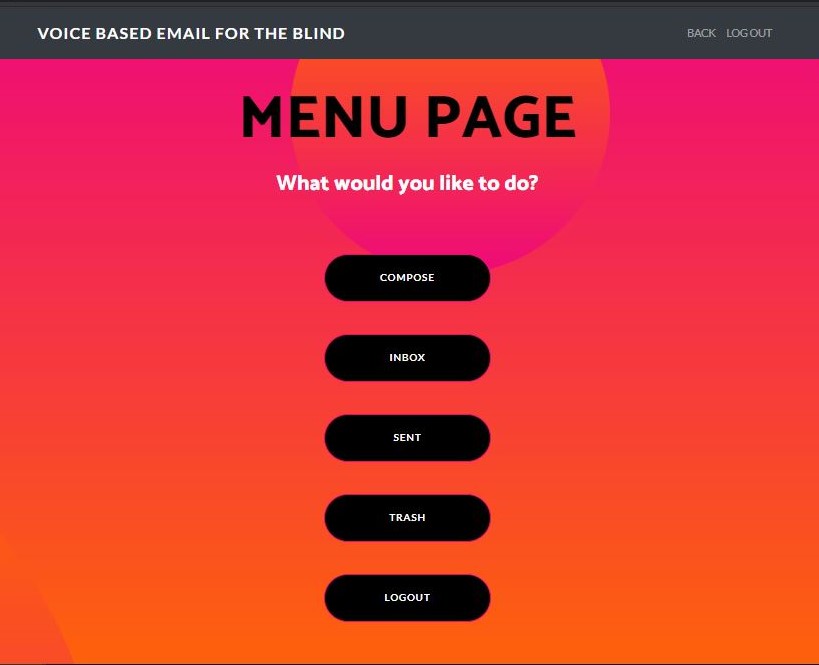 VOICE BASED EMAIL FOR THE BLIND BACK LOG OUT
MENU PAGE
What would you like to do?
COMPOSE
INBOX
SENT
TRASH
LOGOUT